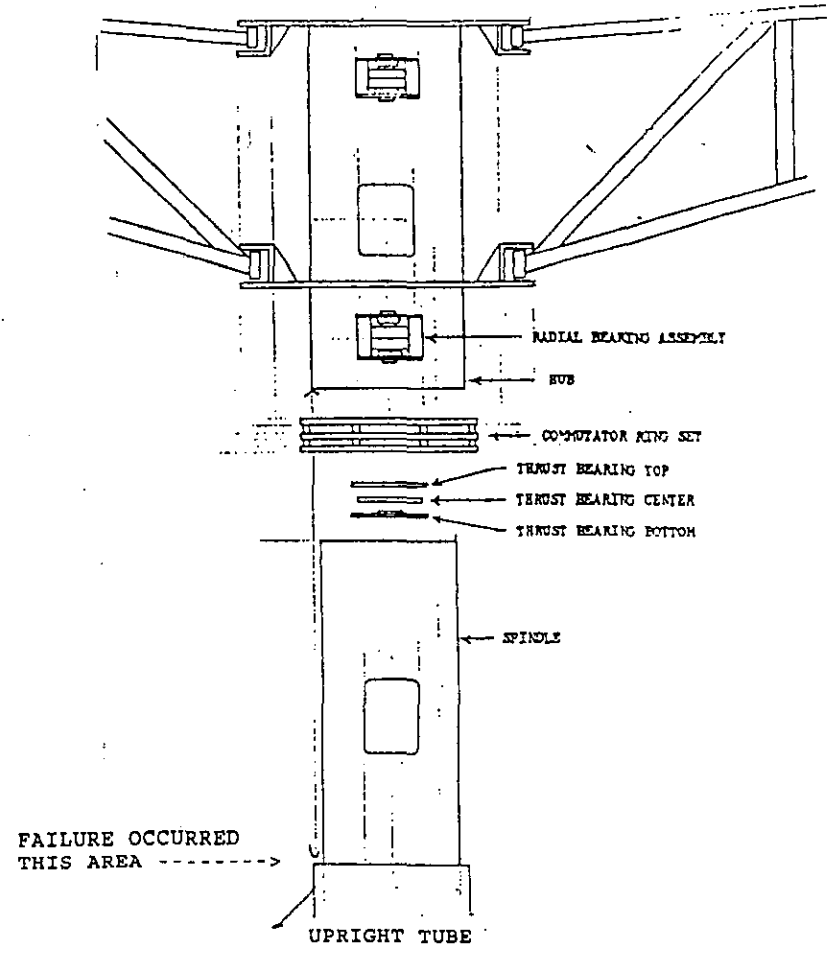 RADIAL BEARING ASSEMBLY
HUB
COMMUTATOR RING SET
THRUST BEARING TOP
THRUST BEARING CENTER
THRUST BEARING BOTTOM
SPINDLE
FAILURE OCCURRED
THIS AREA -------->
UPRIGHT TUBE